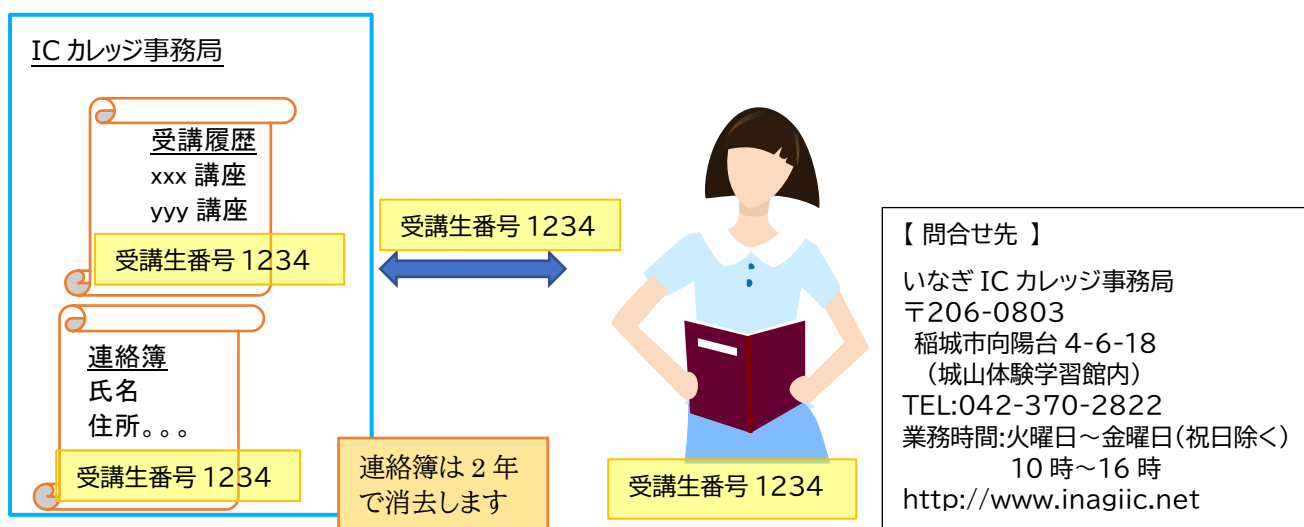 IC カレッジ事務局
受講履歴
xxx 講座
yyy 講座
受講生番号 1234
連絡簿
氏名
住所。。。
受講生番号 1234
連絡簿は 2 年
で消去します
受講生番号 1234
受講生番号 1234
【 問合せ先 】
いなぎ IC カレッジ事務局
〒206-0803
稲城市向陽台 4-6-18
（城山体験学習館内）
TEL:042-370-2822
業務時間:火曜日～金曜日(祝日除く)
10 時～16 時
http://www.inagiic.net